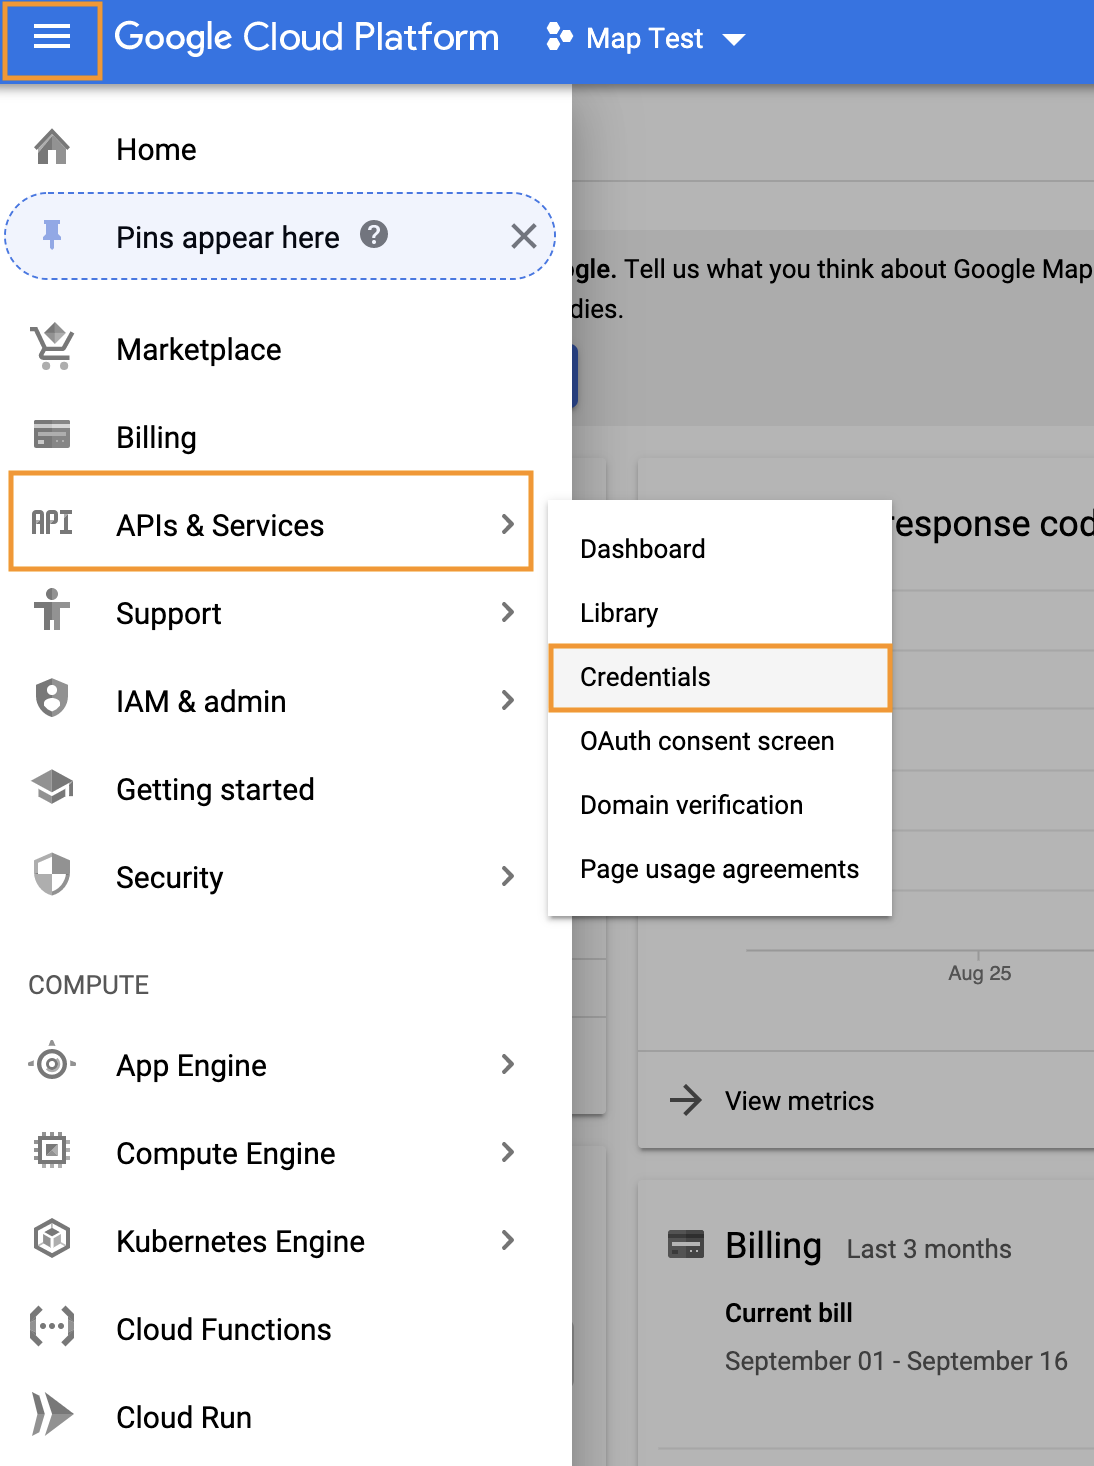 Google Cloud Platform
Map Test
Home
Pins appear here
Marketplace
Billing
API
APIs & Services
Support
IAM & admin
Getting started
Security
COMPUTE
App Engine
Compute Engine
Kubernetes Engine
Cloud Functions
Cloud Run
Dashboard
Library
Credentials
OAuth consent screen
Domain verification
Page usage agreements
gle. Tell us what you think about Google Map
dies.
response cod
Aug 25
View metrics
Billing Last 3 months
Current bill
September 01 - September 16